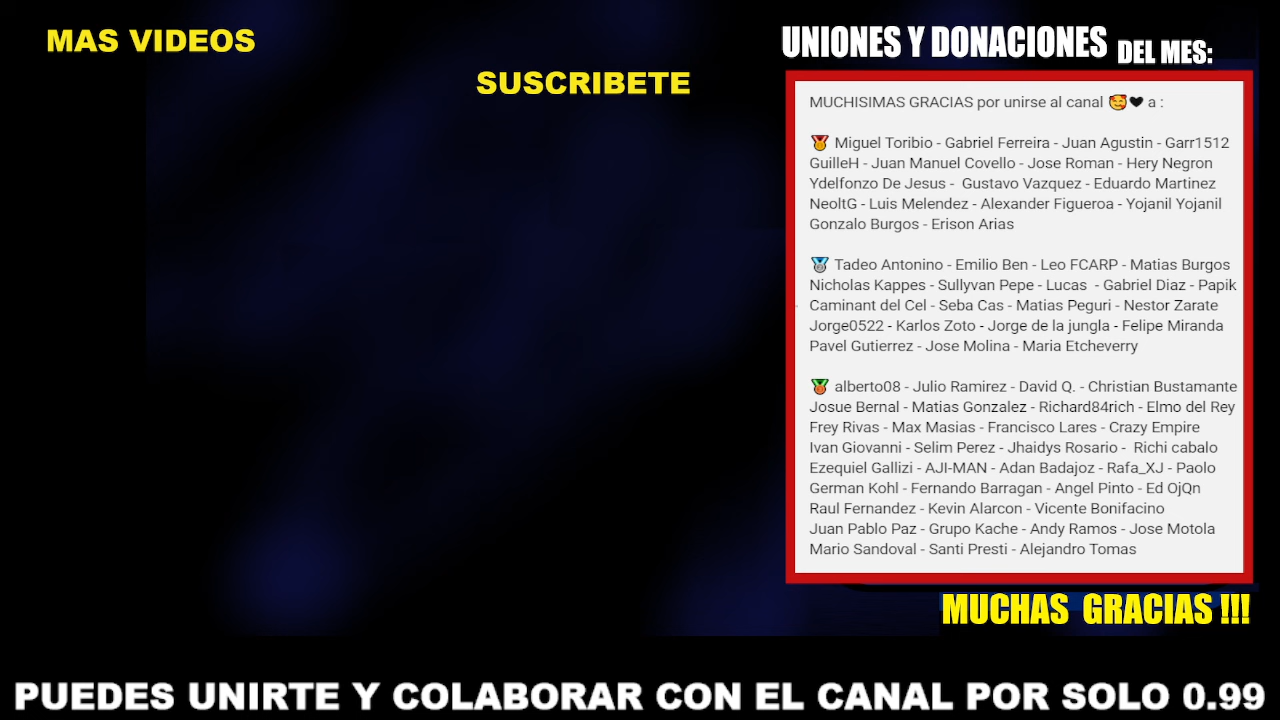 MAS VIDEOS
SUSCRIBETE
UNIONES Y DONACIONES DEL MES:
MUCHISIMAS GRACIAS por unirse al canal 🥰🖤 a :
🏅 Miguel Toribio - Gabriel Ferreira - Juan Agustin - Garr1512
GuilleH - Juan Manuel Covello - Jose Roman - Hery Negron
Ydelfonzo De Jesus -  Gustavo Vazquez - Eduardo Martinez
NeoltG - Luis Melendez - Alexander Figueroa - Yojanil Yojanil
Gonzalo Burgos - Erison Arias
🥈 Tadeo Antonino - Emilio Ben - Leo FCARP - Matias Burgos
Nicholas Kappes - Sullyvan Pepe - Lucas  - Gabriel Diaz - Papik
Caminant del Cel - Seba Cas - Matias Peguri - Nestor Zarate
Jorge0522 - Karlos Zoto - Jorge de la jungla - Felipe Miranda
Pavel Gutierrez - Jose Molina - Maria Etcheverry
🥉 alberto08 - Julio Ramirez - David Q. - Christian Bustamante
Josue Bernal - Matias Gonzalez - Richard84rich - Elmo del Rey
Frey Rivas - Max Masias - Francisco Lares - Crazy Empire
Ivan Giovanni - Selim Perez - Jhaidys Rosario -  Richi cabalo
Ezequiel Gallizi - AJI-MAN - Adan Badajoz - Rafa_XJ - Paolo
German Kohl - Fernando Barragan - Angel Pinto - Ed OjQn
Raul Fernandez - Kevin Alarcon - Vicente Bonifacino
Juan Pablo Paz - Grupo Kache - Andy Ramos - Jose Motola
Mario Sandoval - Santi Presti - Alejandro Tomas
MUCHAS  GRACIAS !!!
PUEDES UNIRTE Y COLABORAR CON EL CANAL POR SOLO 0.99